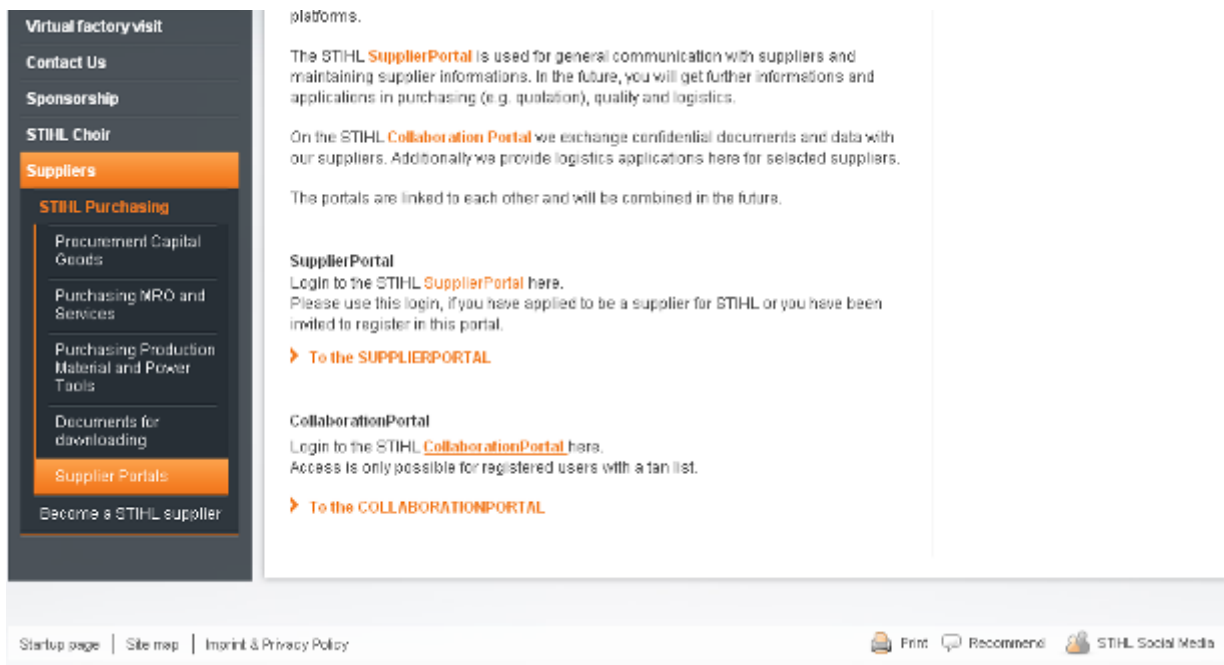 Virtual factory visit
Contact Us
Sponsorship
STIHL Choir
Suppliers
STIHL Purchasing
Procurement Capital
Goods
Purchasing MRO and
Services
Purchasing Production
Material and Power
Tools
Documents for
downloading
Supplier Portals
Become a STIHL supplier
platforms.
The STIHL SupplierPortal is used for general communication with suppliers and
maintaining supplier informations. In the future, you will get further informations and
applications in purchasing (e.g. quotation), quality and logistics.
On the STIHL Collaboration Portal we exchange confidential documents and data with
our suppliers. Additionally we provide logistics applications here for selected suppliers.
The portals are linked to each other and will be combined in the future.
SupplierPortal
Login to the STIHL SupplierPortal here.
Please use this login, if you have applied to be a supplier for STIHL or you have been
invited to register in this portal.
To the SUPPLIERPORTAL
CollaborationPortal
Login to the STIHL CollaborationPortal here.
Access is only possible for registered users with a tan list.
To the COLLABORATIONPORTAL
Startup page | Site map | Imprint & Privacy Policy
Print Recommend STIHL Social Media